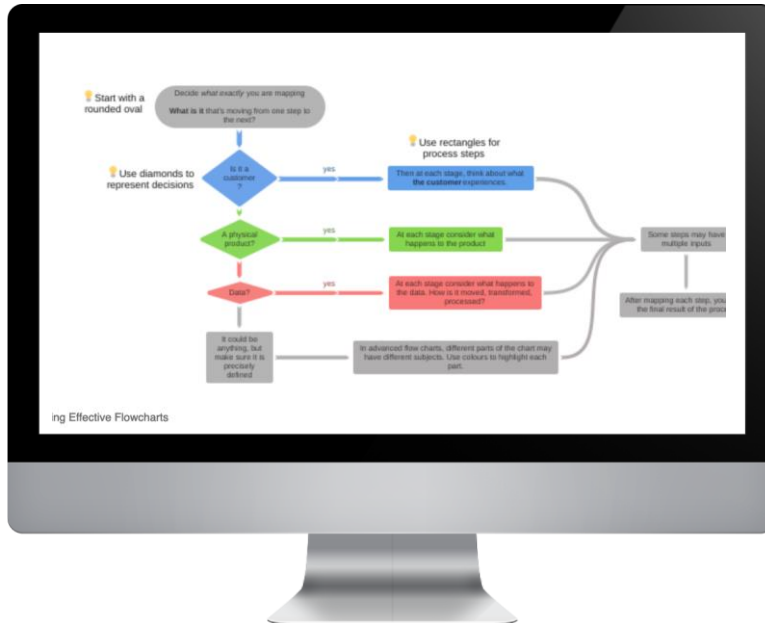 Start with a
rounded oval
Decide what exactly you are mapping
What is it that's moving from one step to
the next?
Use diamonds to
represent decisions
Is it a
customer
?
yes
Use rectangles for
process steps
Then at each stage, think about what
the customer experiences.
A physical
product?
yes
At each stage consider what
happens to the product
Some steps may have
multiple inputs
Data?
yes
At each stage consider what happens to
the data. How is it moved, transformed,
processed?
After mapping each step, you
the final result of the
It could be
anything, but
make sure it is
precisely
defined
In advanced flow charts, different parts of the chart may
have different subjects. Use colours to highlight each
part.
ing Effective Flowcharts